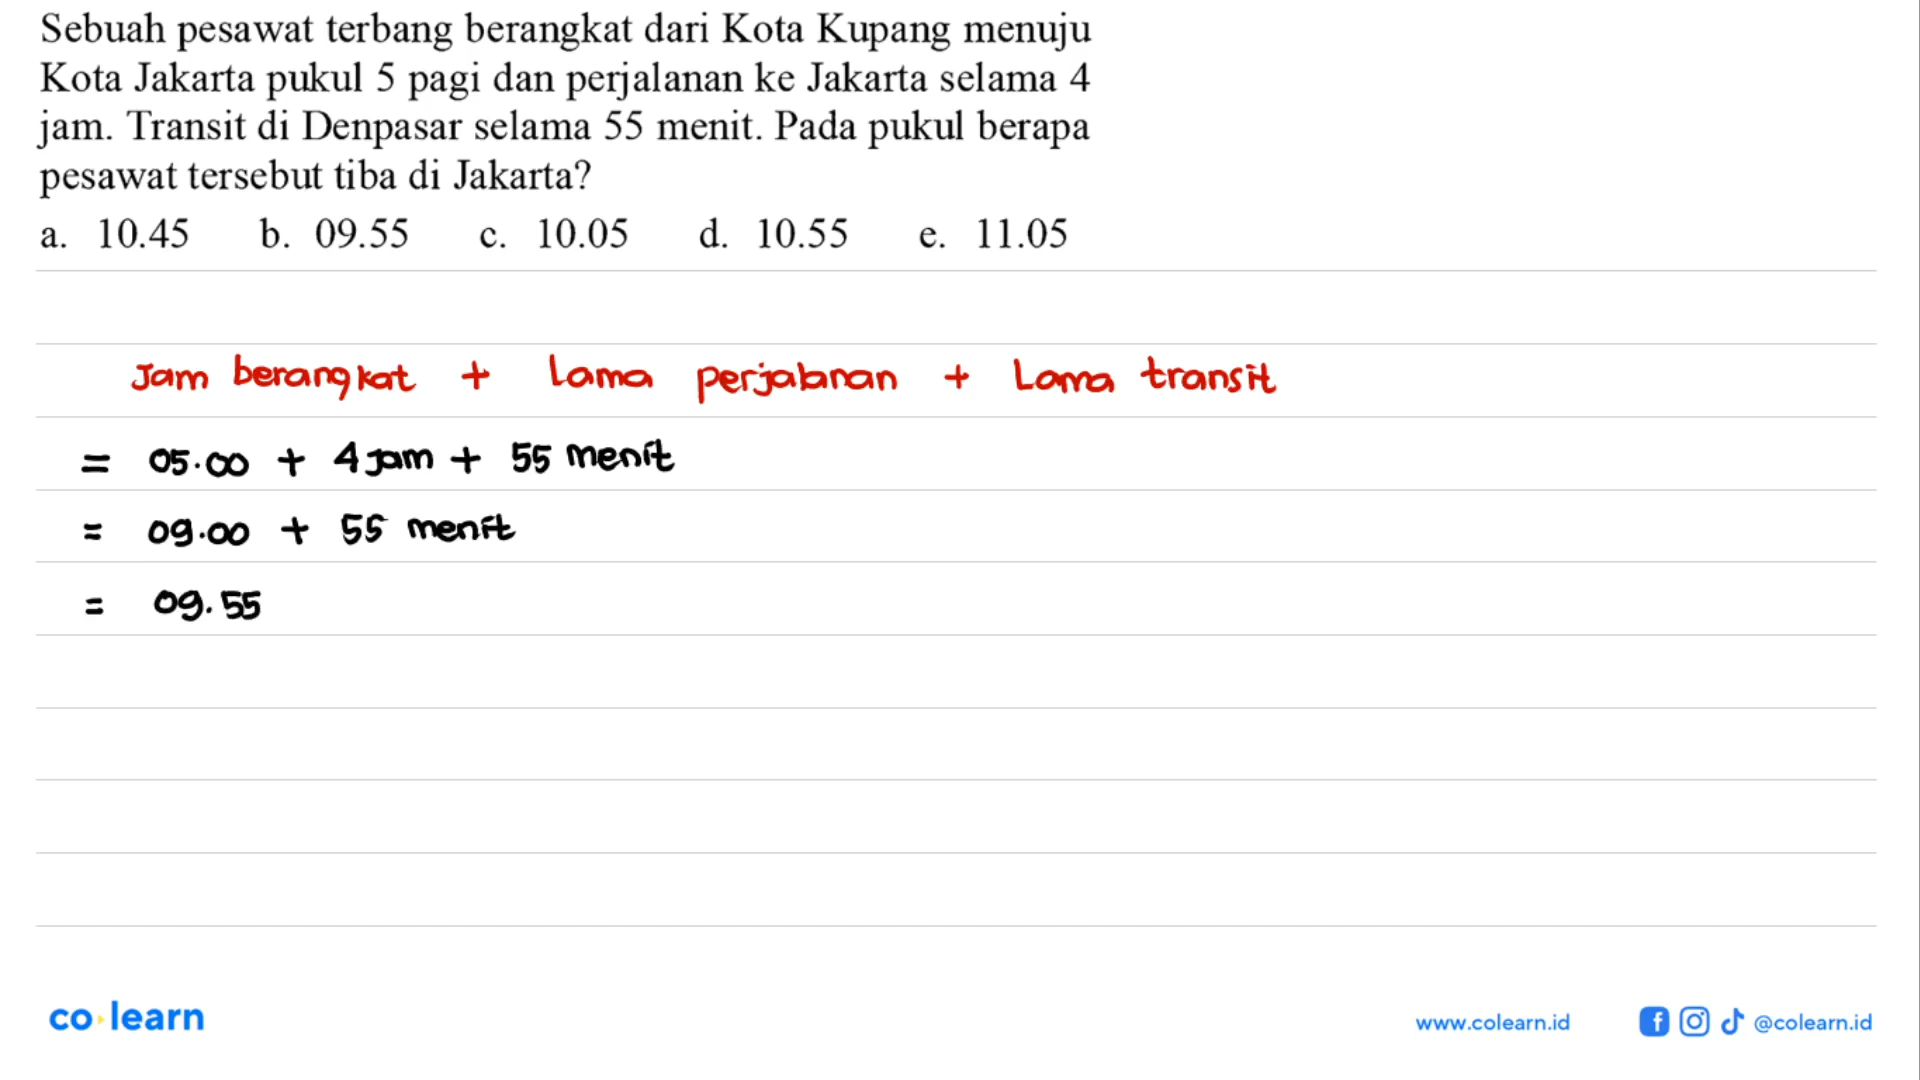 Sebuah pesawat terbang berangkat dari Kota Kupang menuju
Kota Jakarta pukul 5 pagi dan perjalanan ke Jakarta selama 4
jam. Transit di Denpasar selama 55 menit. Pada pukul berapa
pesawat tersebut tiba di Jakarta?
a. 10.45 b. 09.55 c. 10.05 d. 10.55 e. 11.05
Jam berangkat + Lama perjalanan + Lama transit
= 05.00 + 4 jam + 55 menit
= 09.00 + 55 menit
= 09.55
co learn
www.colearn.id @colearn.id